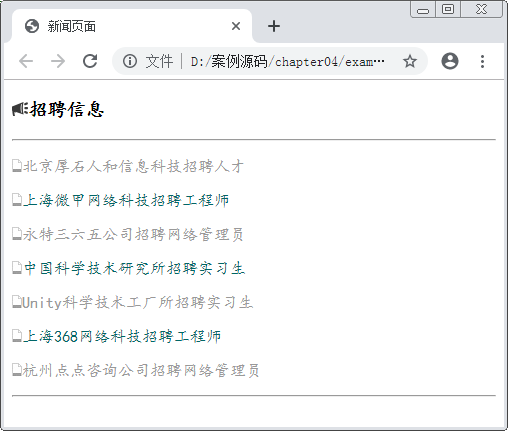 新闻页面
文件
D:/案例源码/chapter04/exam…
招聘信息
北京厚石人和信息科技招聘人才
上海微甲网络科技招聘工程师
永特三六五公司招聘网络管理员
中国科学技术研究所招聘实习生
Unity科学技术工厂所招聘实习生
上海368网络科技招聘工程师
杭州点点咨询公司招聘网络管理员